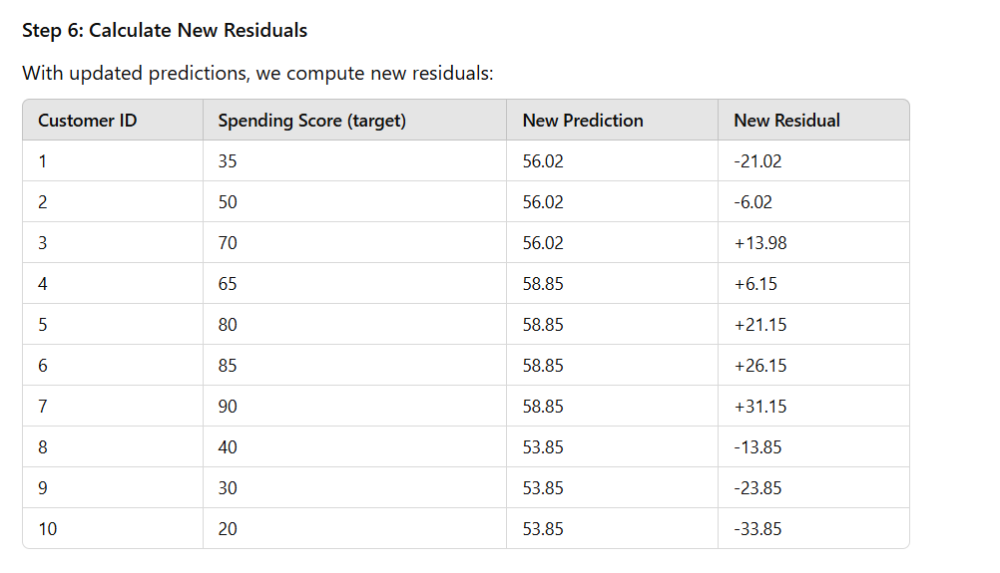 Step 6: Calculate New Residuals
With updated predictions, we compute new residuals:
Customer ID Spending Score (target) New Prediction New Residual
1 35 56.02 -21.02
2 50 56.02 -6.02
3 70 56.02 +13.98
4 65 58.85 +6.15
5 80 58.85 +21.15
6 85 58.85 +26.15
7 90 58.85 +31.15
8 40 53.85 -13.85
9 30 53.85 -23.85
10 20 53.85 -33.85